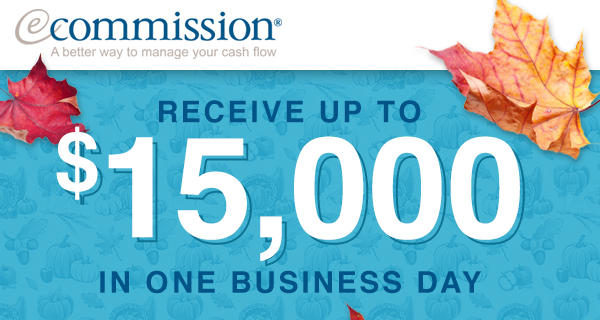 ecommission®
A better way to manage your cash flow
RECEIVE UP TO
$15,000
IN ONE BUSINESS DAY